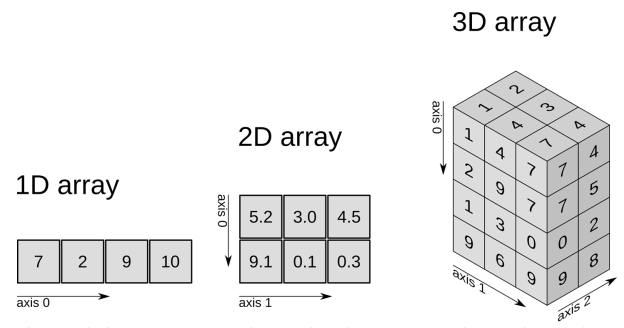 3D array
2D array
1D array
7 2 9 10
axis 0
axis 0
5.2 3.0 4.5
9.1 0.1 0.3
axis 1
axis 0
1 2
4 3
7 4
1 4 7 7 4
2 9 7 7 5
1 3 0 0 2
9 6 9 9 8
axis 1
axis 2